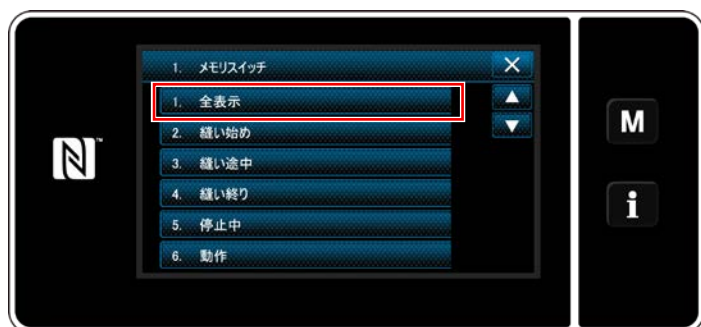 1. メモリスイッチ
1. 全表示
2. 縫い始め
3. 縫い途中
4. 縫い終り
5. 停止中
6. 動作
M
i
N
TM